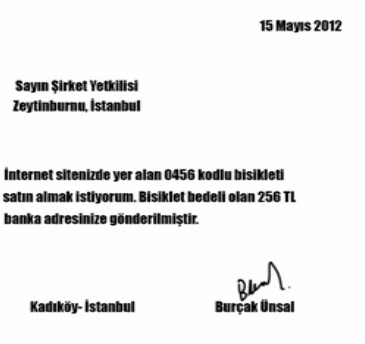 15 Mayıs 2012
Sayın Şirket Yetkilisi
Zeytinburnu, İstanbul
İnternet sitenizde yer alan 0456 kodlu bisikleti
satın almak istiyorum. Bisiklet bedeli olan 256 TL
banka adresinize gönderilmiştir.
Kadıköy- İstanbul
Burçak Ünsal